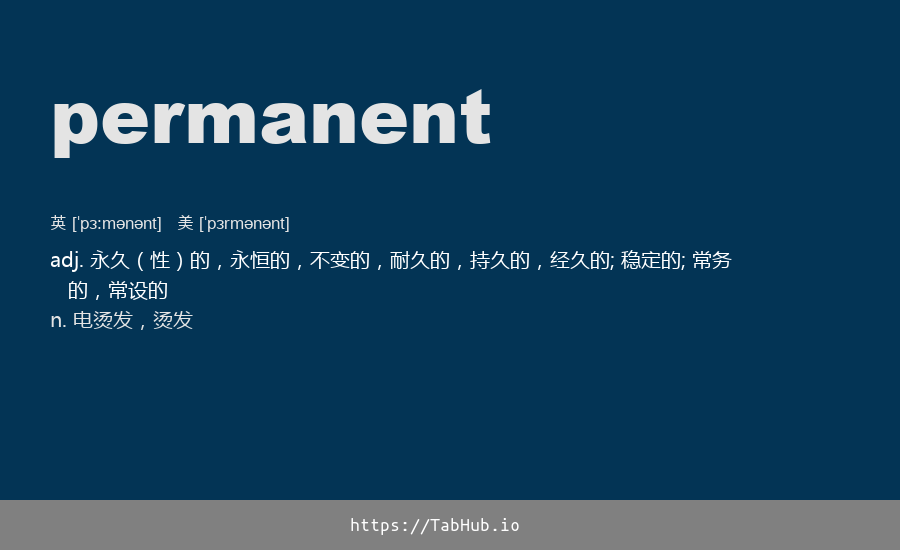 permanent
英 [ˈpɜːmənənt]   美 [ˈpɜrmənənt]
adj. 永久（性）的，永恒的，不变的，耐久的，持久的，经久的; 稳定的; 常务
的，常设的
n. 电烫发，烫发
https://TabHub.io